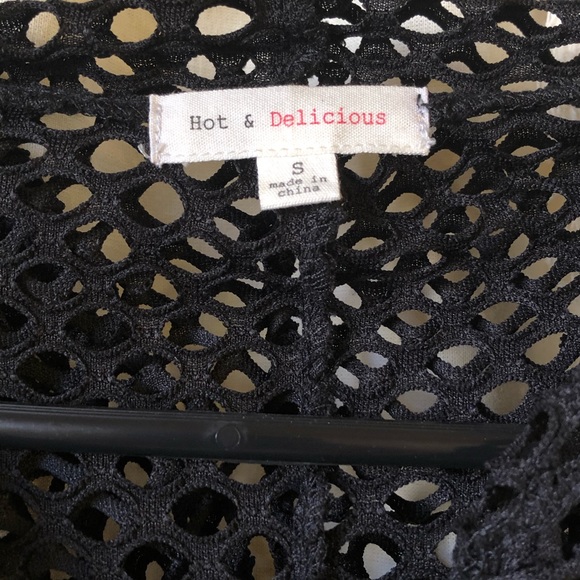 Hot & Delicious
S
made in
china